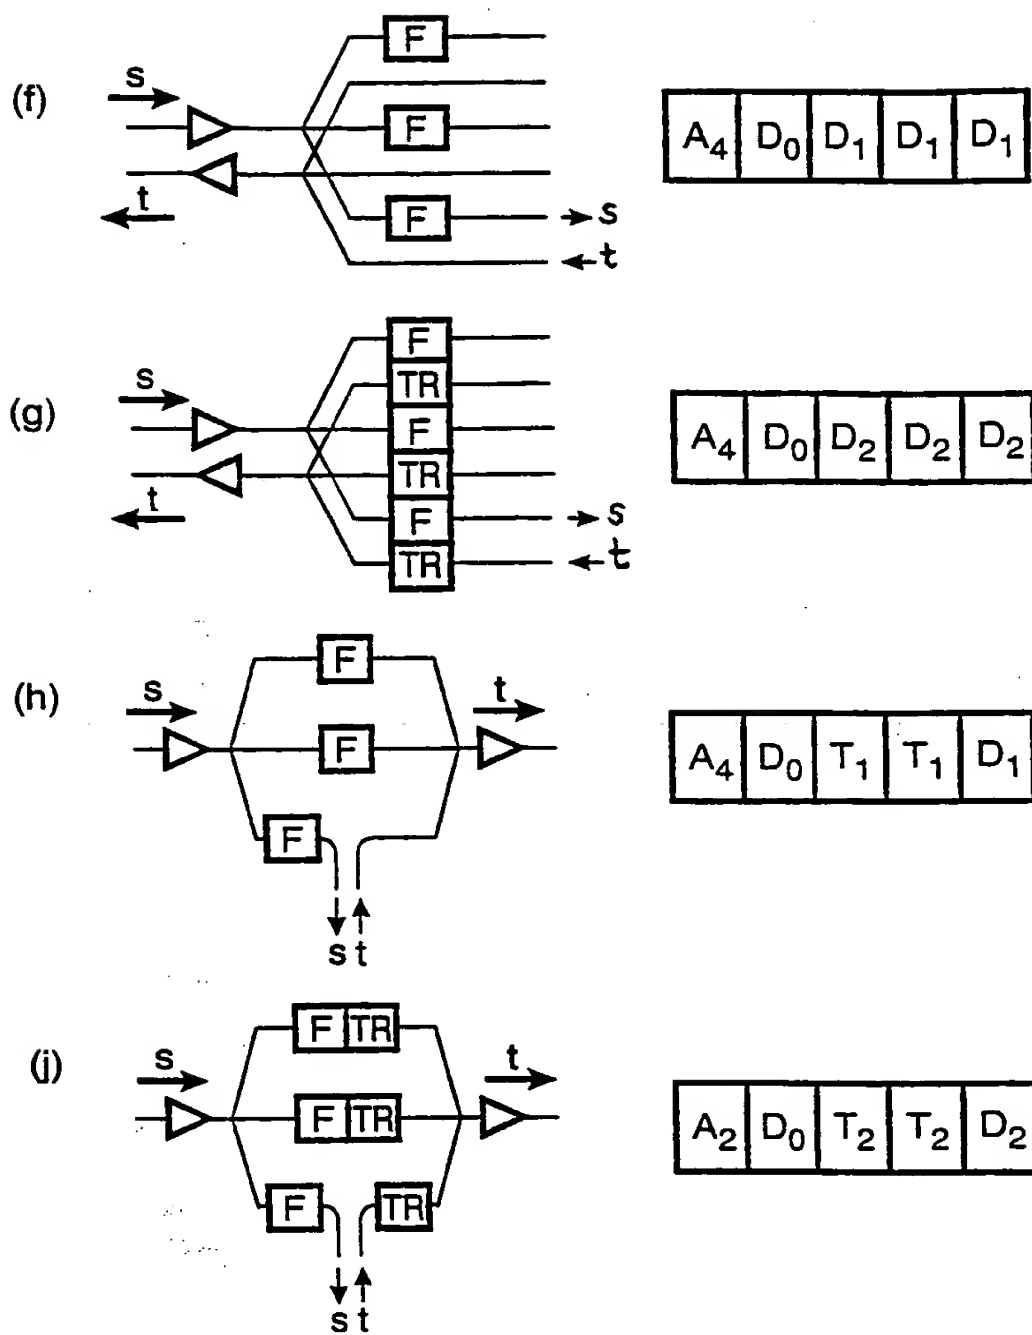 F
(f) s
F A₄ D₀ D₁ D₁ D₁
t F s
t
F
s TR
(g) F A₄ D₀ D₂ D₂ D₂
TR
t F s
TR t
F
(h) s t
F A₄ D₀ T₁ T₁ D₁
F
s t
F TR
(j) s t
F TR A₂ D₀ T₂ T₂ D₂
F TR
s t